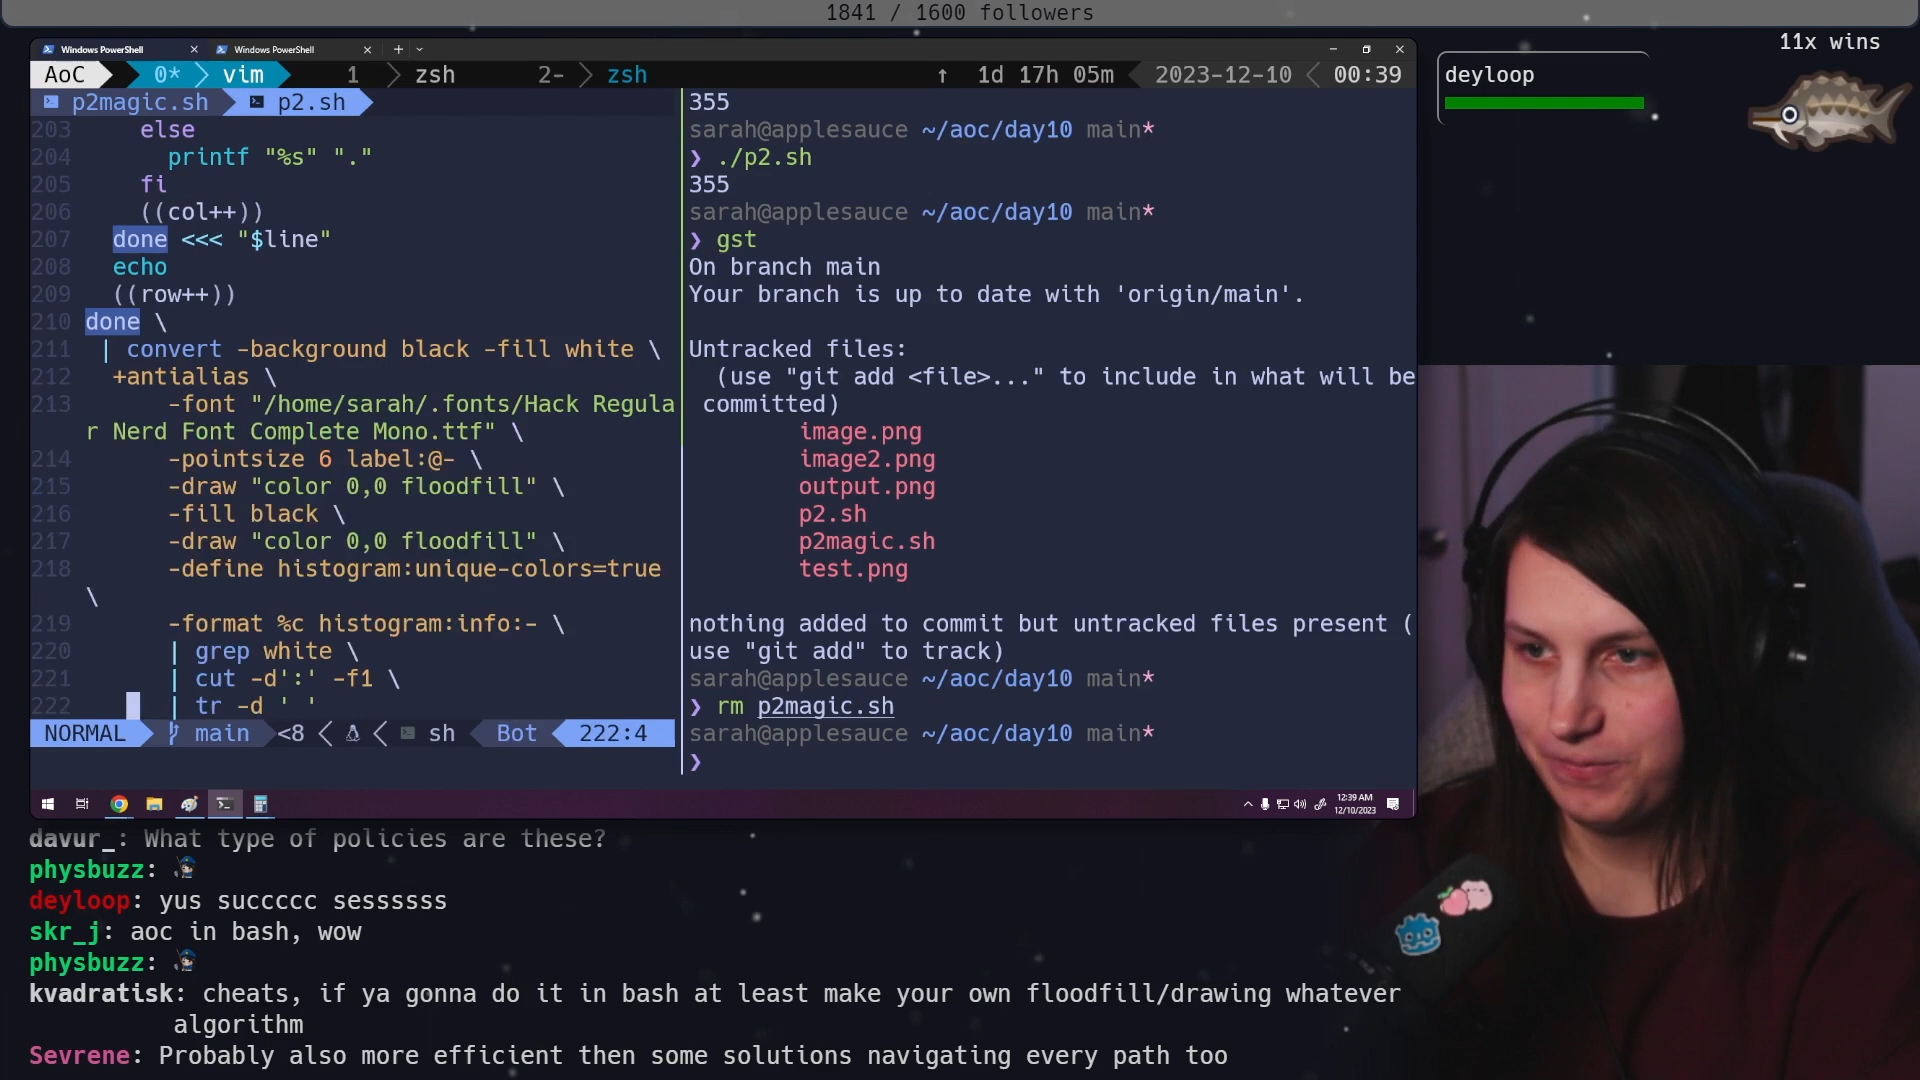 1841 / 1600 followers
11x wins
deyloop
Windows PowerShell
Windows PowerShell
AoC 0* vim 1 zsh 2- zsh ↑ 1d 17h 05m 2023-12-10 00:39
p2magic.sh p2.sh
203 else
204 printf "%s" "."
205 fi
206 ((col++))
207 done <<< "$line"
208 echo
209 ((row++))
210 done \
211 | convert -background black -fill white \
212 +antialias \
213 -font "/home/sarah/.fonts/Hack Regula
r Nerd Font Complete Mono.ttf" \
214 -pointsize 6 label:@- \
215 -draw "color 0,0 floodfill" \
216 -fill black \
217 -draw "color 0,0 floodfill" \
218 -define histogram:unique-colors=true
\
219 -format %c histogram:info:- \
220 | grep white \
221 | cut -d':' -f1 \
222 | tr -d ' '
NORMAL main <8 sh Bot 222:4
355
sarah@applesauce ~/aoc/day10 main*
❯ ./p2.sh
355
sarah@applesauce ~/aoc/day10 main*
❯ gst
On branch main
Your branch is up to date with 'origin/main'.
Untracked files:
(use "git add <file>..." to include in what will be
committed)
image.png
image2.png
output.png
p2.sh
p2magic.sh
test.png
nothing added to commit but untracked files present (
use "git add" to track)
sarah@applesauce ~/aoc/day10 main*
❯ rm p2magic.sh
sarah@applesauce ~/aoc/day10 main*
❯
12:39 AM
12/10/2023
davur_: What type of policies are these?
physbuzz:
deyloop: yus succccc sessssss
skr_j: aoc in bash, wow
physbuzz:
kvadratisk: cheats, if ya gonna do it in bash at least make your own floodfill/drawing whatever
algorithm
Sevrene: Probably also more efficient then some solutions navigating every path too